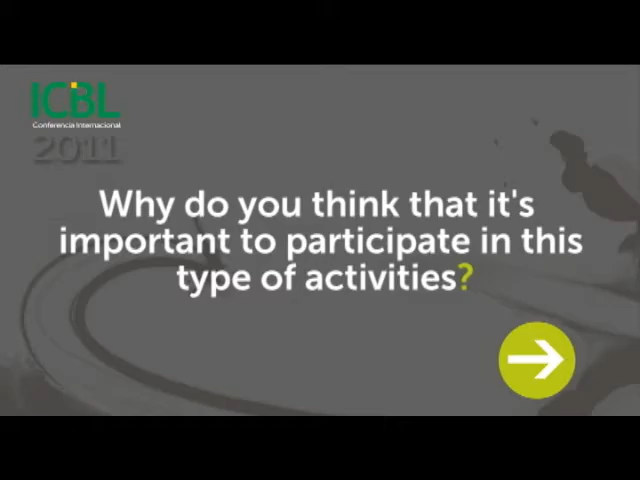 ICBL
Conferencia Internacional
2011
Why do you think that it's
important to participate in this
type of activities?